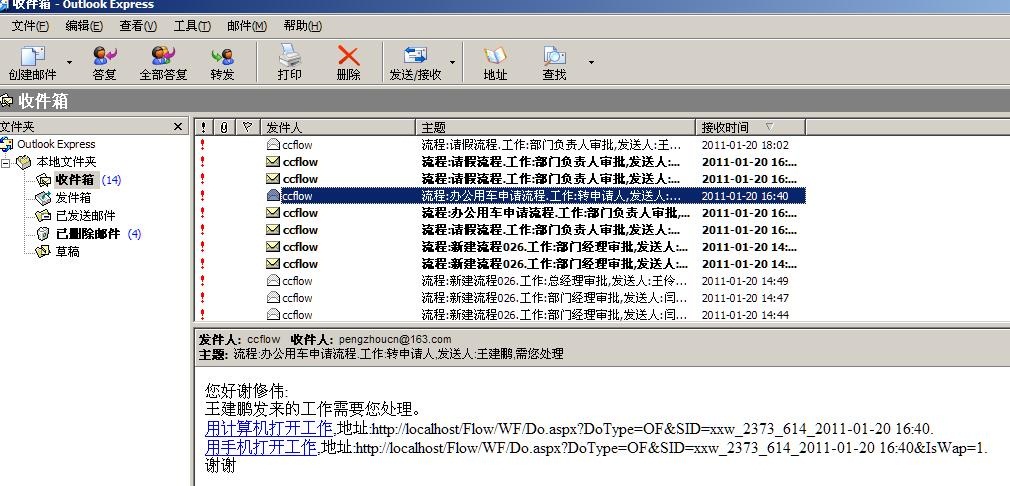 收件箱 - Outlook Express
文件(F) 编辑(E) 查看(V) 工具(T) 邮件(M) 帮助(H)
创建邮件 答复 全部答复 转发 打印 删除 发送/接收 地址 查找
收件箱
文件夹
Outlook Express
本地文件夹
收件箱 (14)
发件箱
已发送邮件
已删除邮件 (4)
草稿
! 发件人 主题 接收时间
! ccflow 流程:请假流程.工作:部门负责人审批,发送人:王... 2011-01-20 18:02
! ccflow 流程:请假流程.工作:部门负责人审批,发送人:... 2011-01-20 16:...
! ccflow 流程:请假流程.工作:部门负责人审批,发送人:... 2011-01-20 16:...
! ccflow 流程:办公用车申请流程.工作:转申请人,发送人:... 2011-01-20 16:40
! ccflow 流程:办公用车申请流程.工作:部门负责人审批,... 2011-01-20 16:...
! ccflow 流程:请假流程.工作:部门负责人审批,发送人:... 2011-01-20 16:...
! ccflow 流程:新建流程026.工作:部门经理审批,发送人:... 2011-01-20 14:...
! ccflow 流程:新建流程026.工作:部门经理审批,发送人:... 2011-01-20 14:...
! ccflow 流程:新建流程026.工作:总经理审批,发送人:王伶... 2011-01-20 14:49
! ccflow 流程:新建流程026.工作:部门经理审批,发送人:闫... 2011-01-20 14:47
! ccflow 流程:新建流程026.工作:部门经理审批,发送人:闫... 2011-01-20 14:44
发件人: ccflow 收件人: pengzhoucn@163.com
主题: 流程:办公用车申请流程.工作:转申请人,发送人:王建鹏,需您处理
您好谢修伟:
王建鹏发来的工作需要您处理。
用计算机打开工作,地址:http://localhost/Flow/WF/Do.aspx?DoType=OF&SID=xxw_2373_614_2011-01-20 16:40.
用手机打开工作,地址:http://localhost/Flow/WF/Do.aspx?DoType=OF&SID=xxw_2373_614_2011-01-20 16:40&IsWap=1.
谢谢